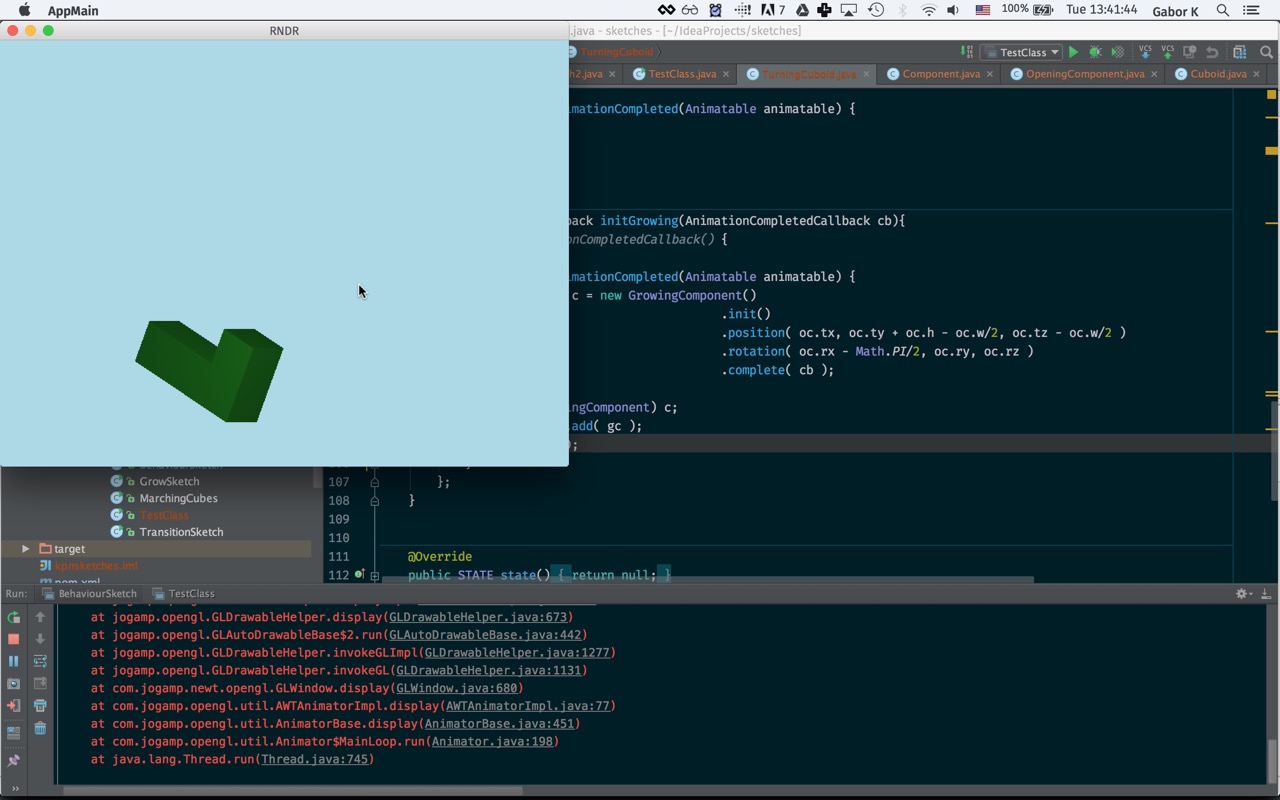 AppMain
7
100%
Tue 13:41:44
Gabor K
RNDR
.java - sketches - [~/IdeaProjects/sketches]
TurningCuboid
TestClass
h2.java
TestClass.java
TurningCuboid.java
Component.java
OpeningComponent.java
Cuboid.java
imationCompleted(Animatable animatable) {
back initGrowing(AnimationCompletedCallback cb){
onCompletedCallback() {
imationCompleted(Animatable animatable) {
c = new GrowingComponent()
.init()
.position( oc.tx, oc.ty + oc.h - oc.w/2, oc.tz - oc.w/2 )
.rotation( oc.rx - Math.PI/2, oc.ry, oc.rz )
.complete( cb );
ingComponent) c;
.add( gc );
);
GrowSketch
MarchingCubes
TestClass
TransitionSketch
target
kpnsketches.iml
pom.xml
107 };
108 }
109
110
111 @Override
112 public STATE state() { return null; }
Run: BehaviourSketch TestClass
at jogamp.opengl.GLDrawableHelper.display(GLDrawableHelper.java:673)
at jogamp.opengl.GLAutoDrawableBase$2.run(GLAutoDrawableBase.java:442)
at jogamp.opengl.GLDrawableHelper.invokeGLImpl(GLDrawableHelper.java:1277)
at jogamp.opengl.GLDrawableHelper.invokeGL(GLDrawableHelper.java:1131)
at com.jogamp.newt.opengl.GLWindow.display(GLWindow.java:680)
at com.jogamp.opengl.util.AWTAnimatorImpl.display(AWTAnimatorImpl.java:77)
at com.jogamp.opengl.util.AnimatorBase.display(AnimatorBase.java:451)
at com.jogamp.opengl.util.Animator$MainLoop.run(Animator.java:198)
at java.lang.Thread.run(Thread.java:745)